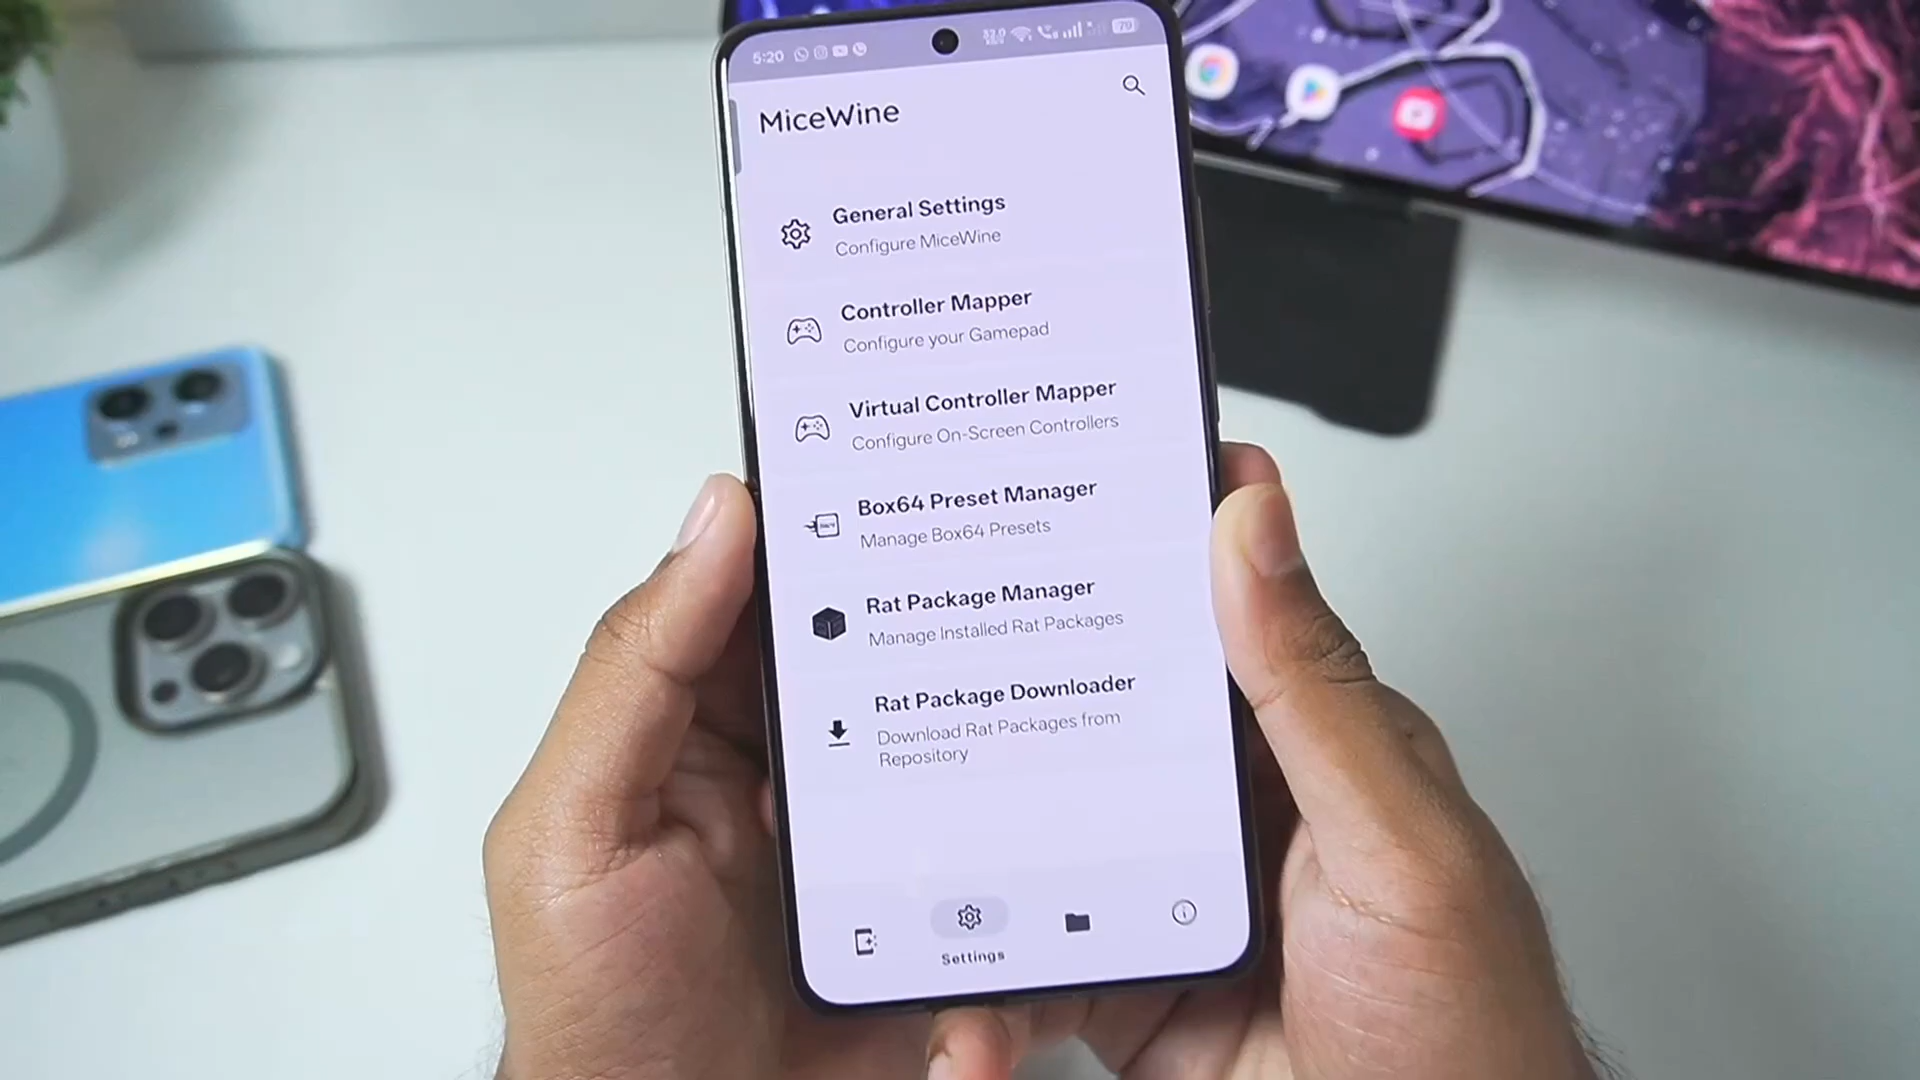 5:20
79
MiceWine
General Settings
Configure MiceWine
Controller Mapper
Configure your Gamepad
Virtual Controller Mapper
Configure On-Screen Controllers
Box64 Preset Manager
Manage Box64 Presets
Rat Package Manager
Manage Installed Rat Packages
Rat Package Downloader
Download Rat Packages from
Repository
Settings